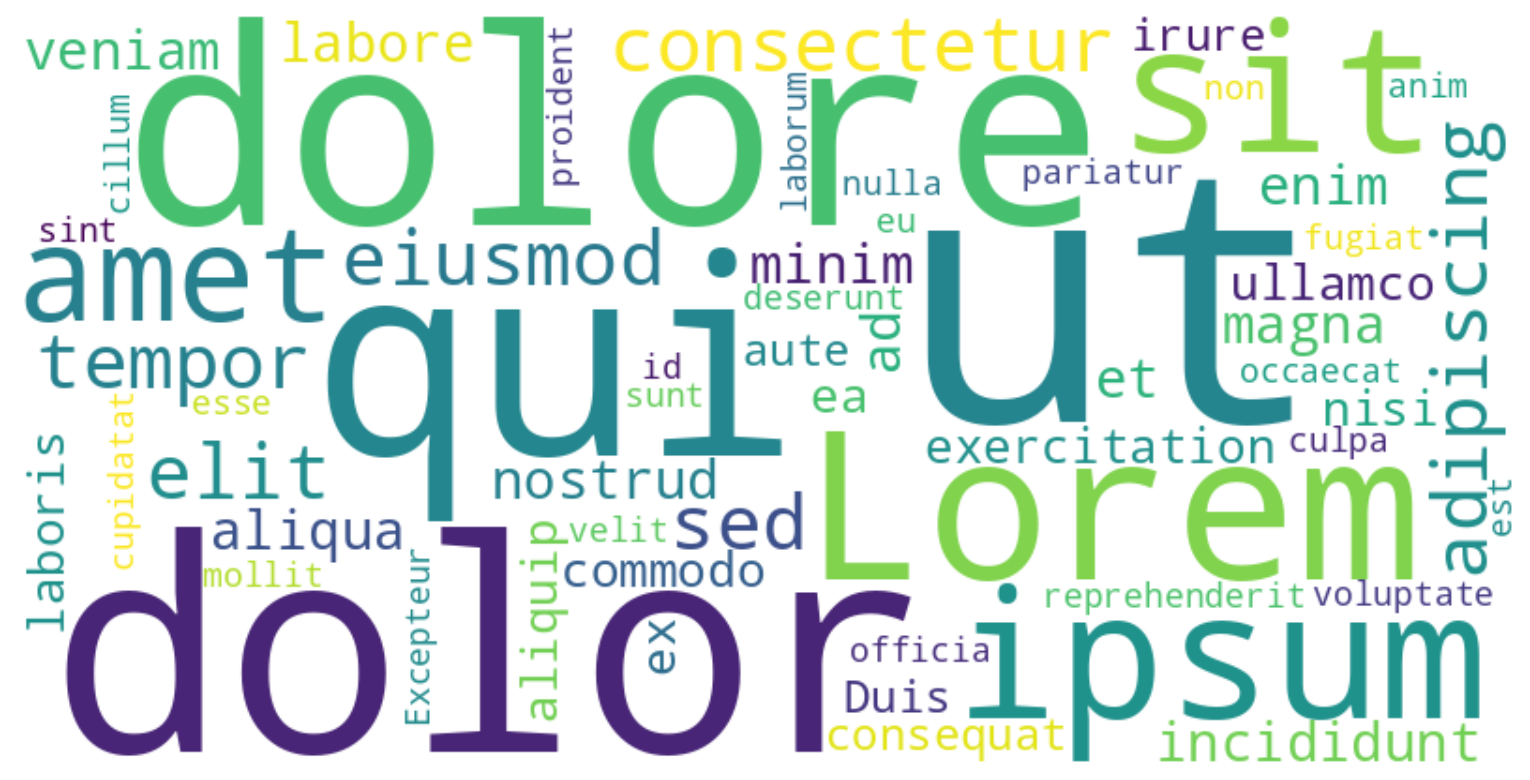 veniam
labore
consectetur
irure
dolore
proident
sit
non
anim
cillum
laborum
nulla
pariatur
enim
adipiscing
sint
eu
ut
fugiat
amet
eiusmod
minim
ullamco
deserunt
magna
tempor
qui
id
aute
ad
occaecat
esse
sunt
ea
et
nisi
cupidatat
exercitation
culpa
laboris
elit
nostrud
Lorem
est
aliqua
velit
sed
mollit
commodo
dolor
Excepteur
aliquip
reprehenderit
voluptate
ex
officia
ipsum
Duis
consequat
incididunt